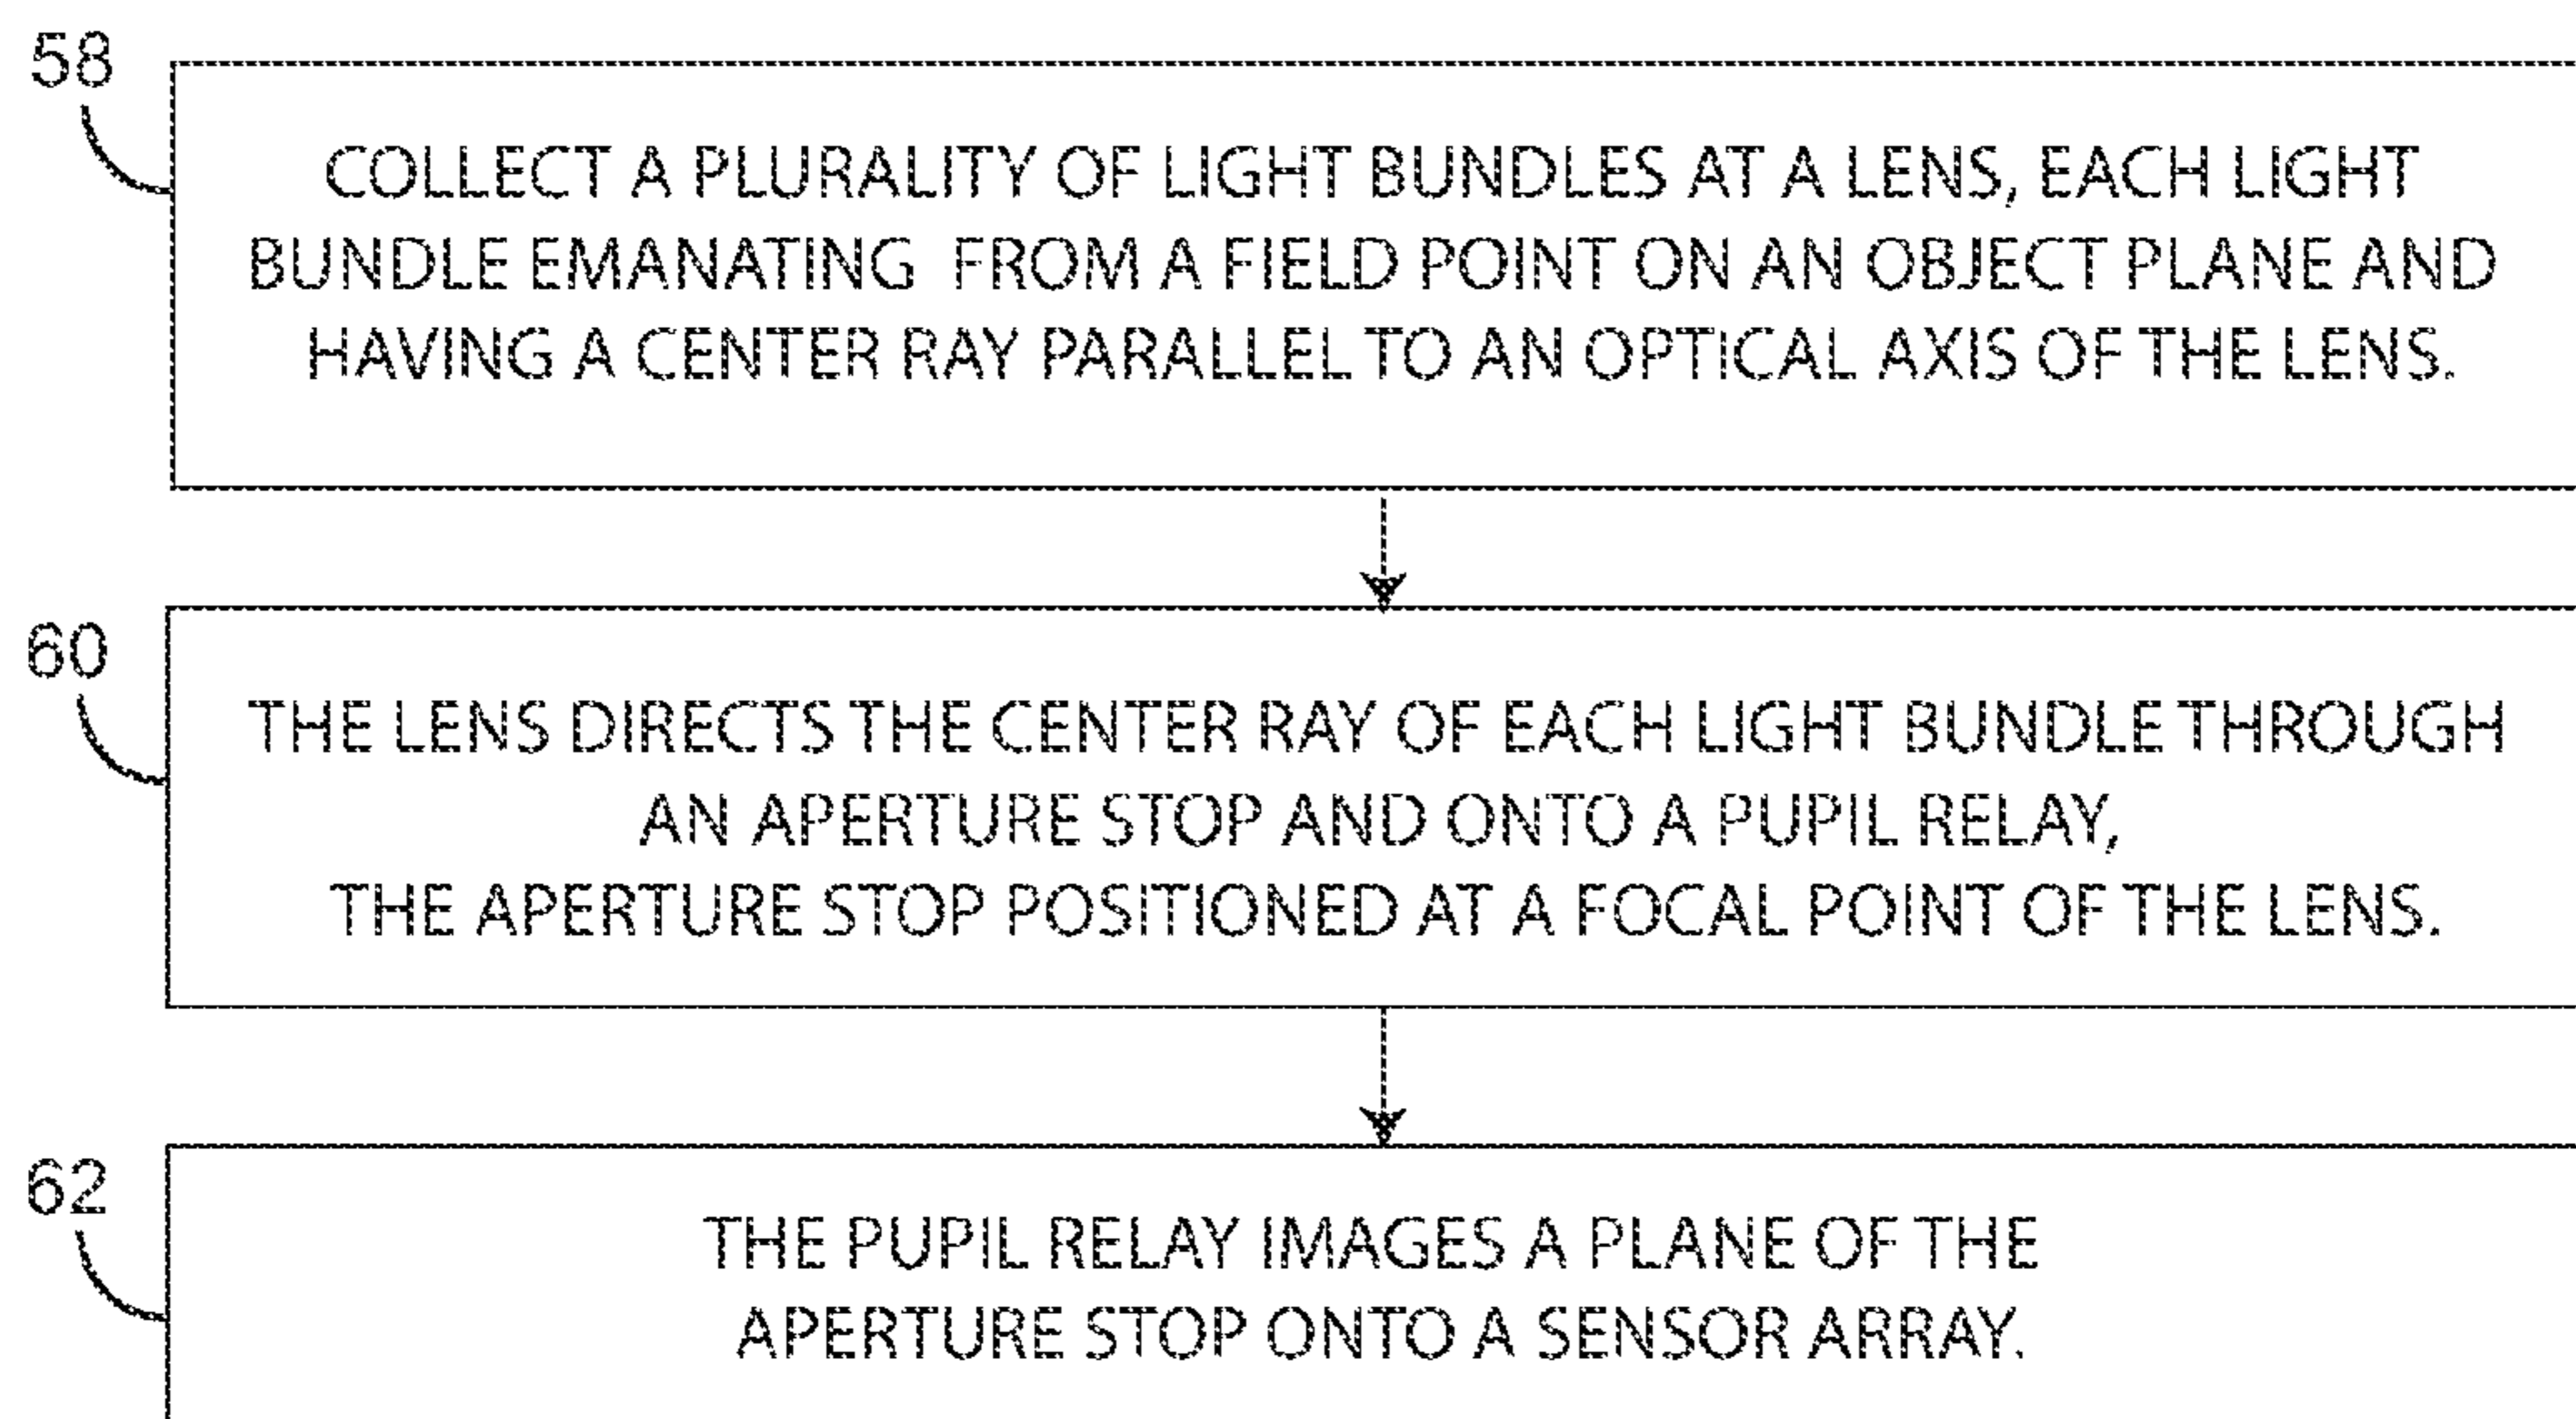 58
COLLECT A PLURALITY OF LIGHT BUNDLES AT A LENS, EACH LIGHT
BUNDLE EMANATING FROM A FIELD POINT ON AN OBJECT PLANE AND
HAVING A CENTER RAY PARALLEL TO AN OPTICAL AXIS OF THE LENS.
60
THE LENS DIRECTS THE CENTER RAY OF EACH LIGHT BUNDLE THROUGH
AN APERTURE STOP AND ONTO A PUPIL RELAY,
THE APERTURE STOP POSITIONED AT A FOCAL POINT OF THE LENS.
62
THE PUPIL RELAY IMAGES A PLANE OF THE
APERTURE STOP ONTO A SENSOR ARRAY.